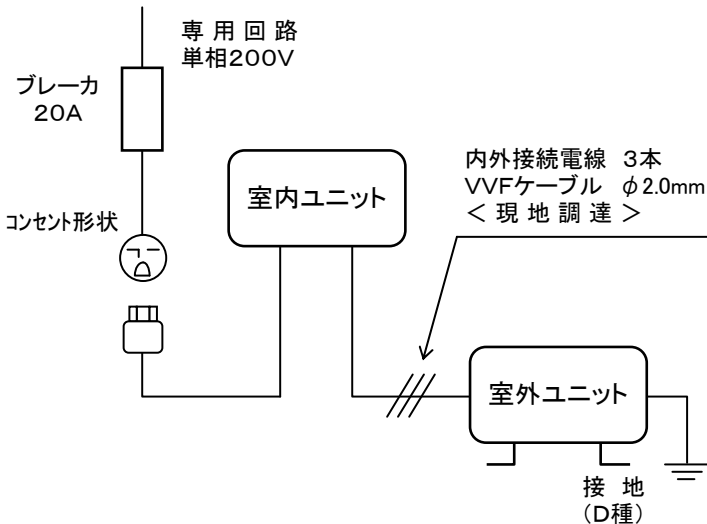 専用回路
単相200V
ブレーカ
20A
コンセント形状
室内ユニット
内外接続電線 3本
VVFケーブル φ2.0mm
<現地調達>
室外ユニット
接地
(D種)